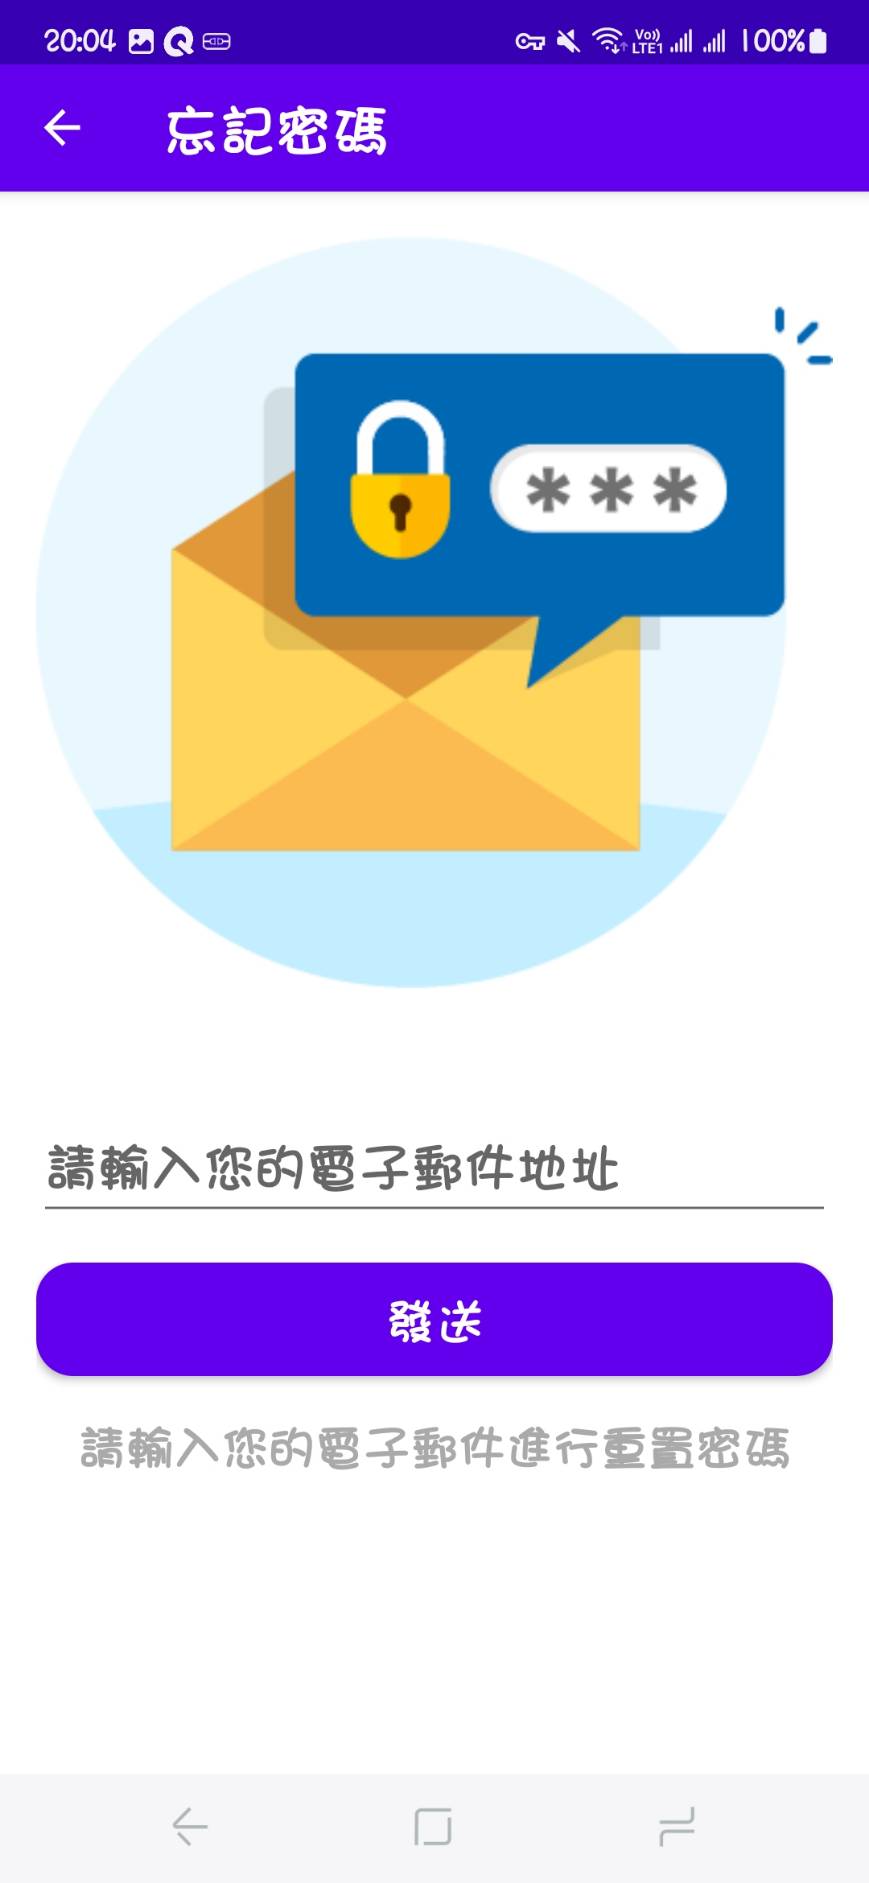 20:04 Vo)) LTE1 100%
忘記密碼
***
請輸入您的電子郵件地址
發送
請輸入您的電子郵件進行重置密碼